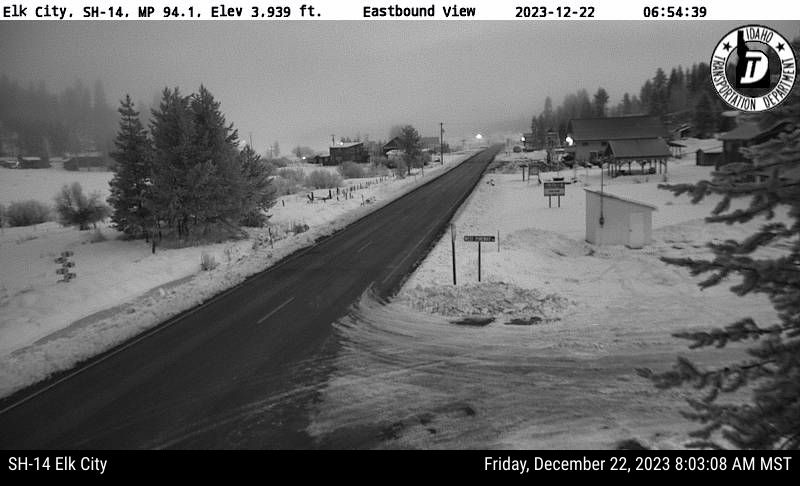 Elk City, SH-14, MP 94.1, Elev 3,939 ft. Eastbound View 2023-12-22 06:54:39
IDAHO
TRANSPORTATION DEPARTMENT
SH-14 Elk City
Friday, December 22, 2023 8:03:08 AM MST